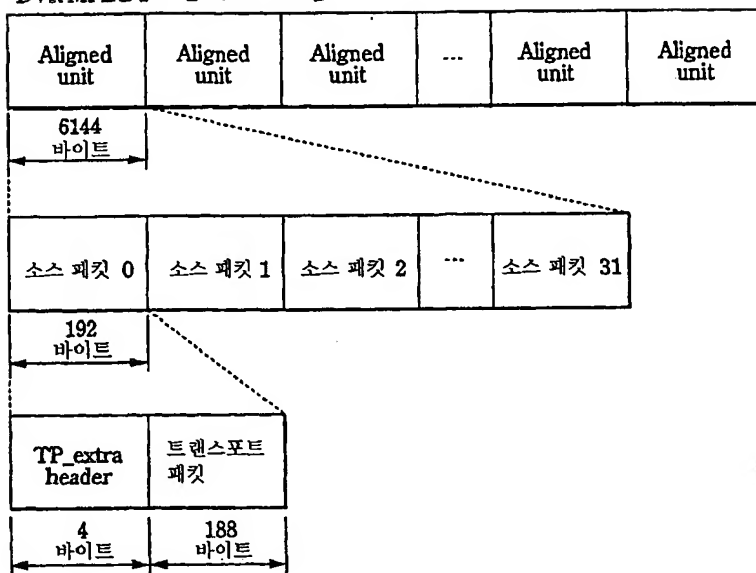 Aligned unit
Aligned unit
Aligned unit
...
Aligned unit
Aligned unit
6144
바이트
소스 패킷 0
소스 패킷 1
소스 패킷 2
...
소스 패킷 31
192
바이트
TP_extra
header
트랜스포트
패킷
4
바이트
188
바이트